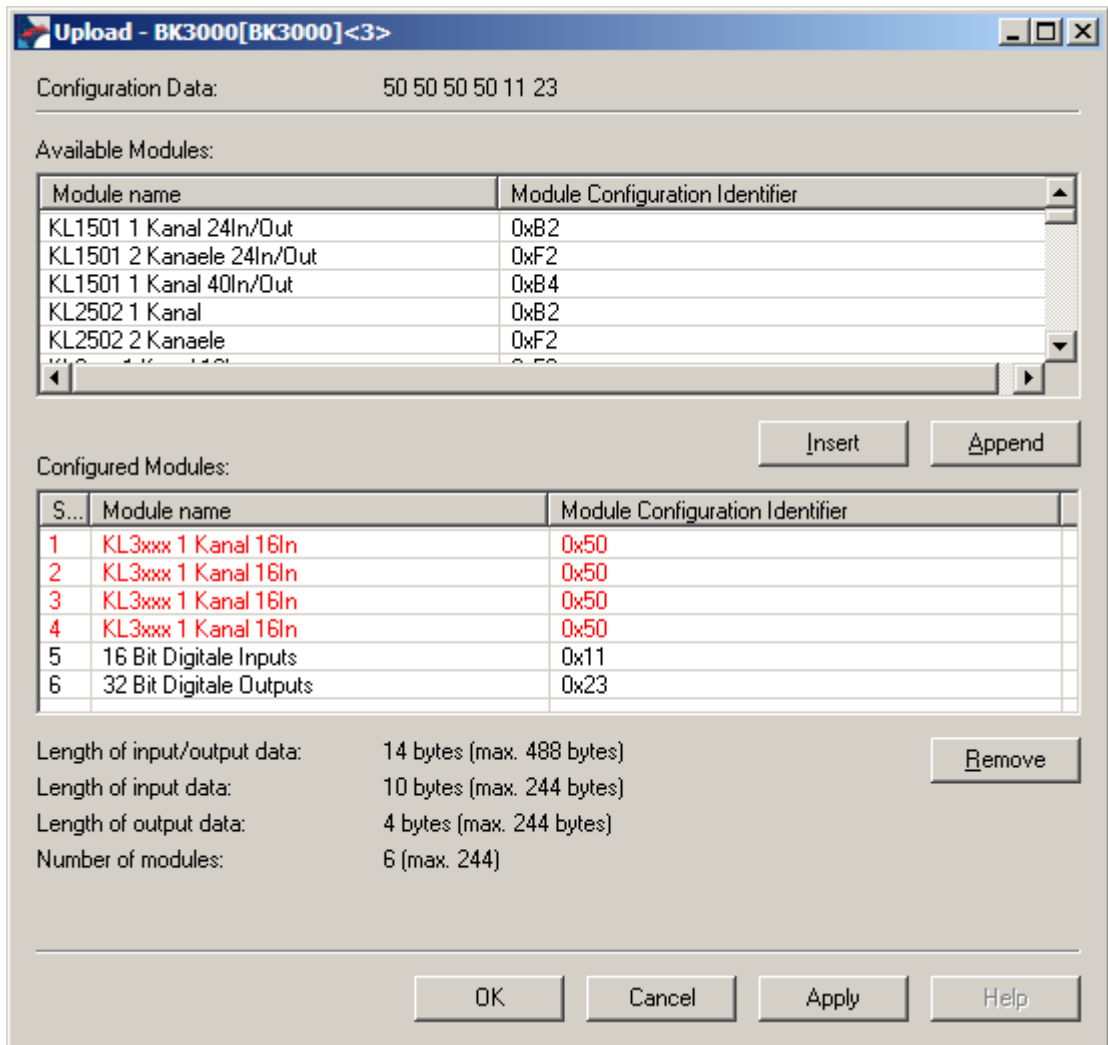 Upload - BK3000[BK3000]<3>
Configuration Data: 50 50 50 50 11 23
Available Modules:
Module name Module Configuration Identifier
KL1501 1 Kanal 24In/Out 0xB2
KL1501 2 Kanaele 24In/Out 0xF2
KL1501 1 Kanal 40In/Out 0xB4
KL2502 1 Kanal 0xB2
KL2502 2 Kanaele 0xF2
Insert Append
Configured Modules:
S... Module name Module Configuration Identifier
1 KL3xxx 1 Kanal 16In 0x50
2 KL3xxx 1 Kanal 16In 0x50
3 KL3xxx 1 Kanal 16In 0x50
4 KL3xxx 1 Kanal 16In 0x50
5 16 Bit Digitale Inputs 0x11
6 32 Bit Digitale Outputs 0x23
Length of input/output data: 14 bytes (max. 488 bytes)
Remove
Length of input data: 10 bytes (max. 244 bytes)
Length of output data: 4 bytes (max. 244 bytes)
Number of modules: 6 (max. 244)
OK Cancel Apply Help